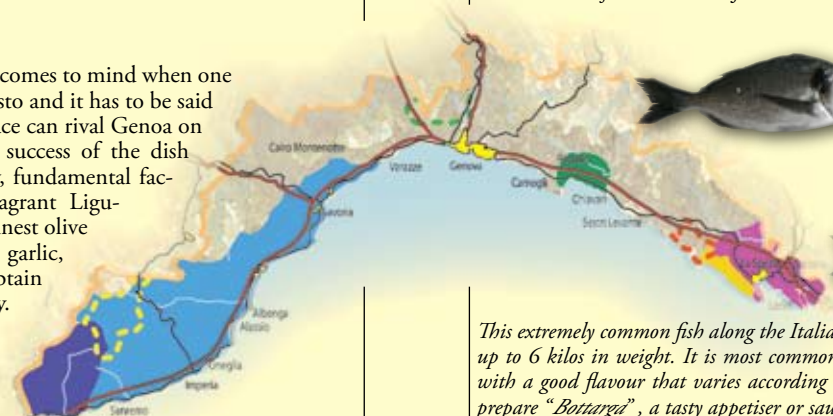 comes to mind when one
sto and it has to be said
ce can rival Genoa on
success of the dish
, fundamental fac-
agrant Ligu-
nest olive
garlic,
otain
y.
Cairo Montenotte
Varazze
Genova
Camogli
Chiavari
Sestri Levante
La Spezia
Savona
Albenga
Alassio
Oneglia
Imperia
Sanremo
This extremely common fish along the Italia
up to 6 kilos in weight. It is most common
with a good flavour that varies according
prepare “Bottarga” , a tasty appetiser or sau